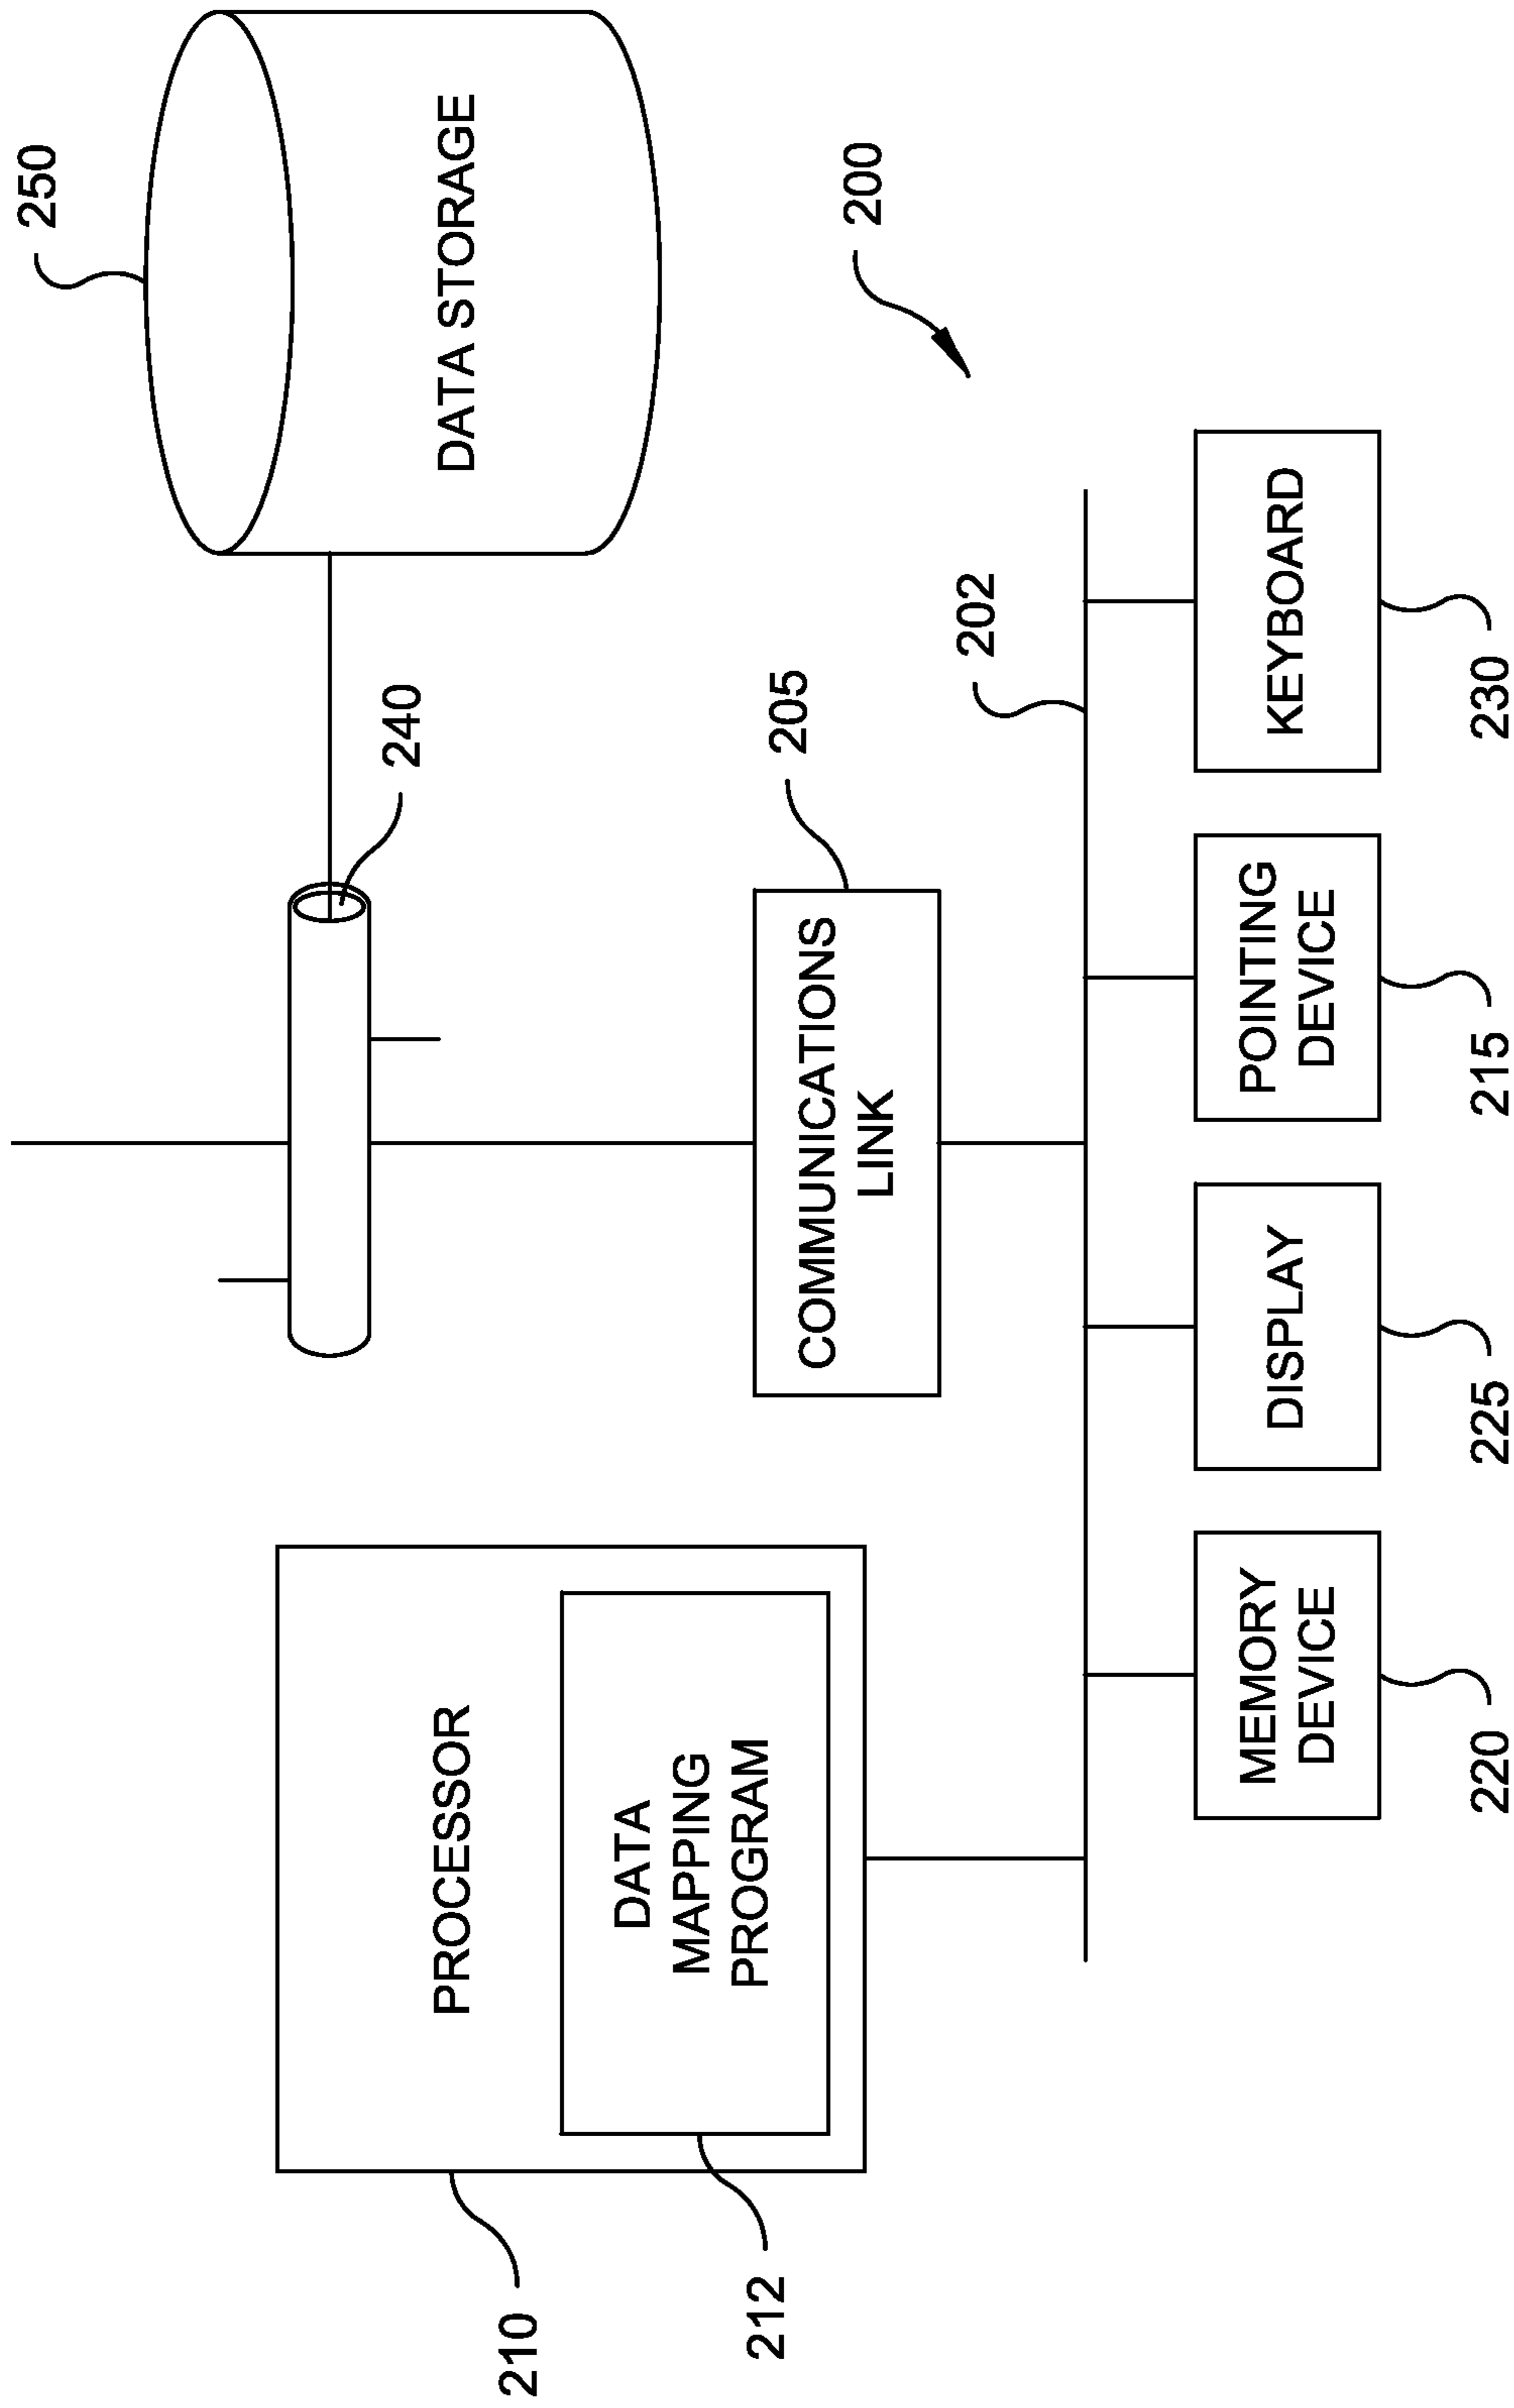 250
DATA STORAGE
240
200
PROCESSOR
210
DATA
MAPPING
PROGRAM
212
COMMUNICATIONS
LINK
205
202
MEMORY
DEVICE
DISPLAY
POINTING
DEVICE
KEYBOARD
220
225
215
230